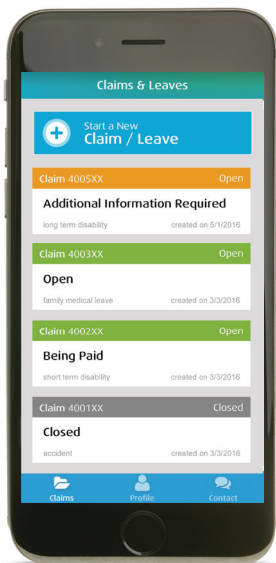 Claims & Leaves
Start a New
Claim / Leave
Claim 4005XX Open
Additional Information Required
long term disability created on 5/1/2016
Claim 4003XX Open
Open
family medical leave created on 3/3/2016
Claim 4002XX Open
Being Paid
short term disability created on 3/3/2016
Claim 4001XX Closed
Closed
accident created on 3/3/2016
Claims Profile Contact